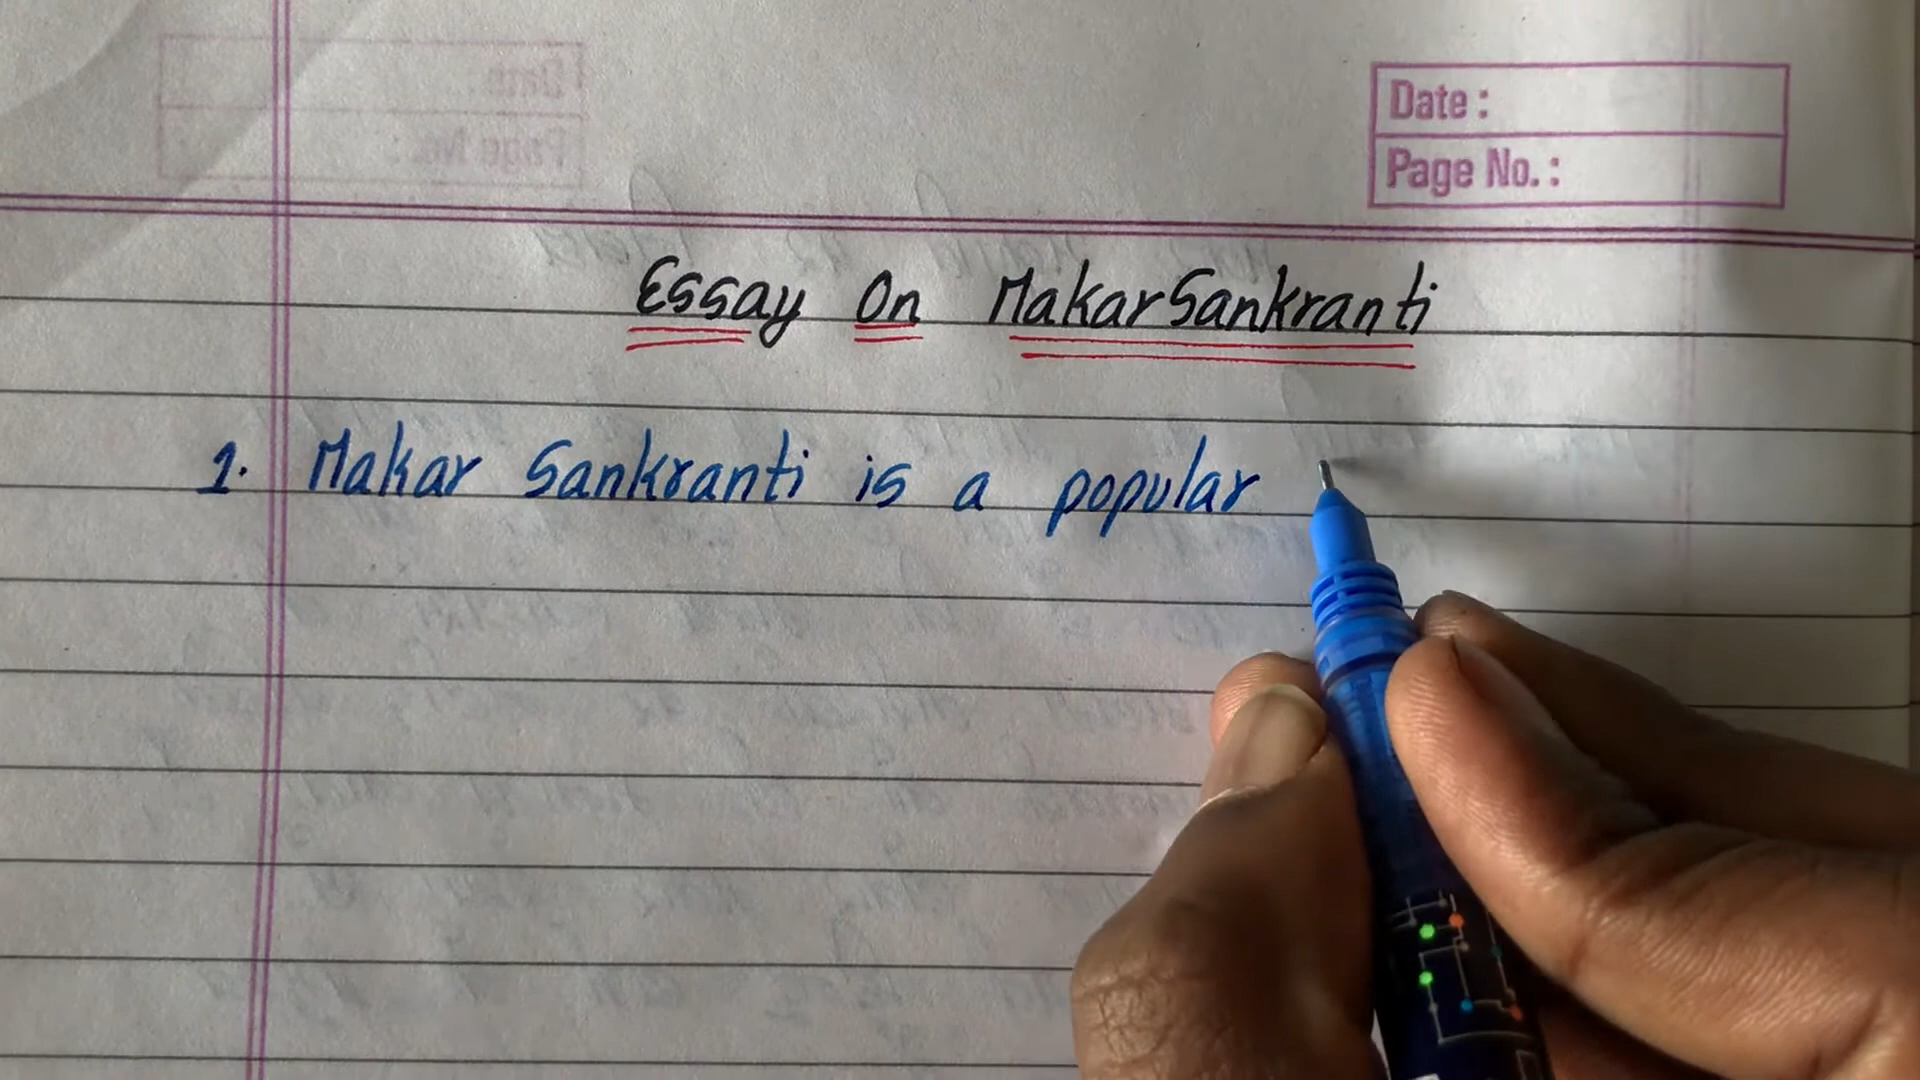 Date :
Page No. :
Essay On MakarSankranti
1. Makar Sankranti is a popular